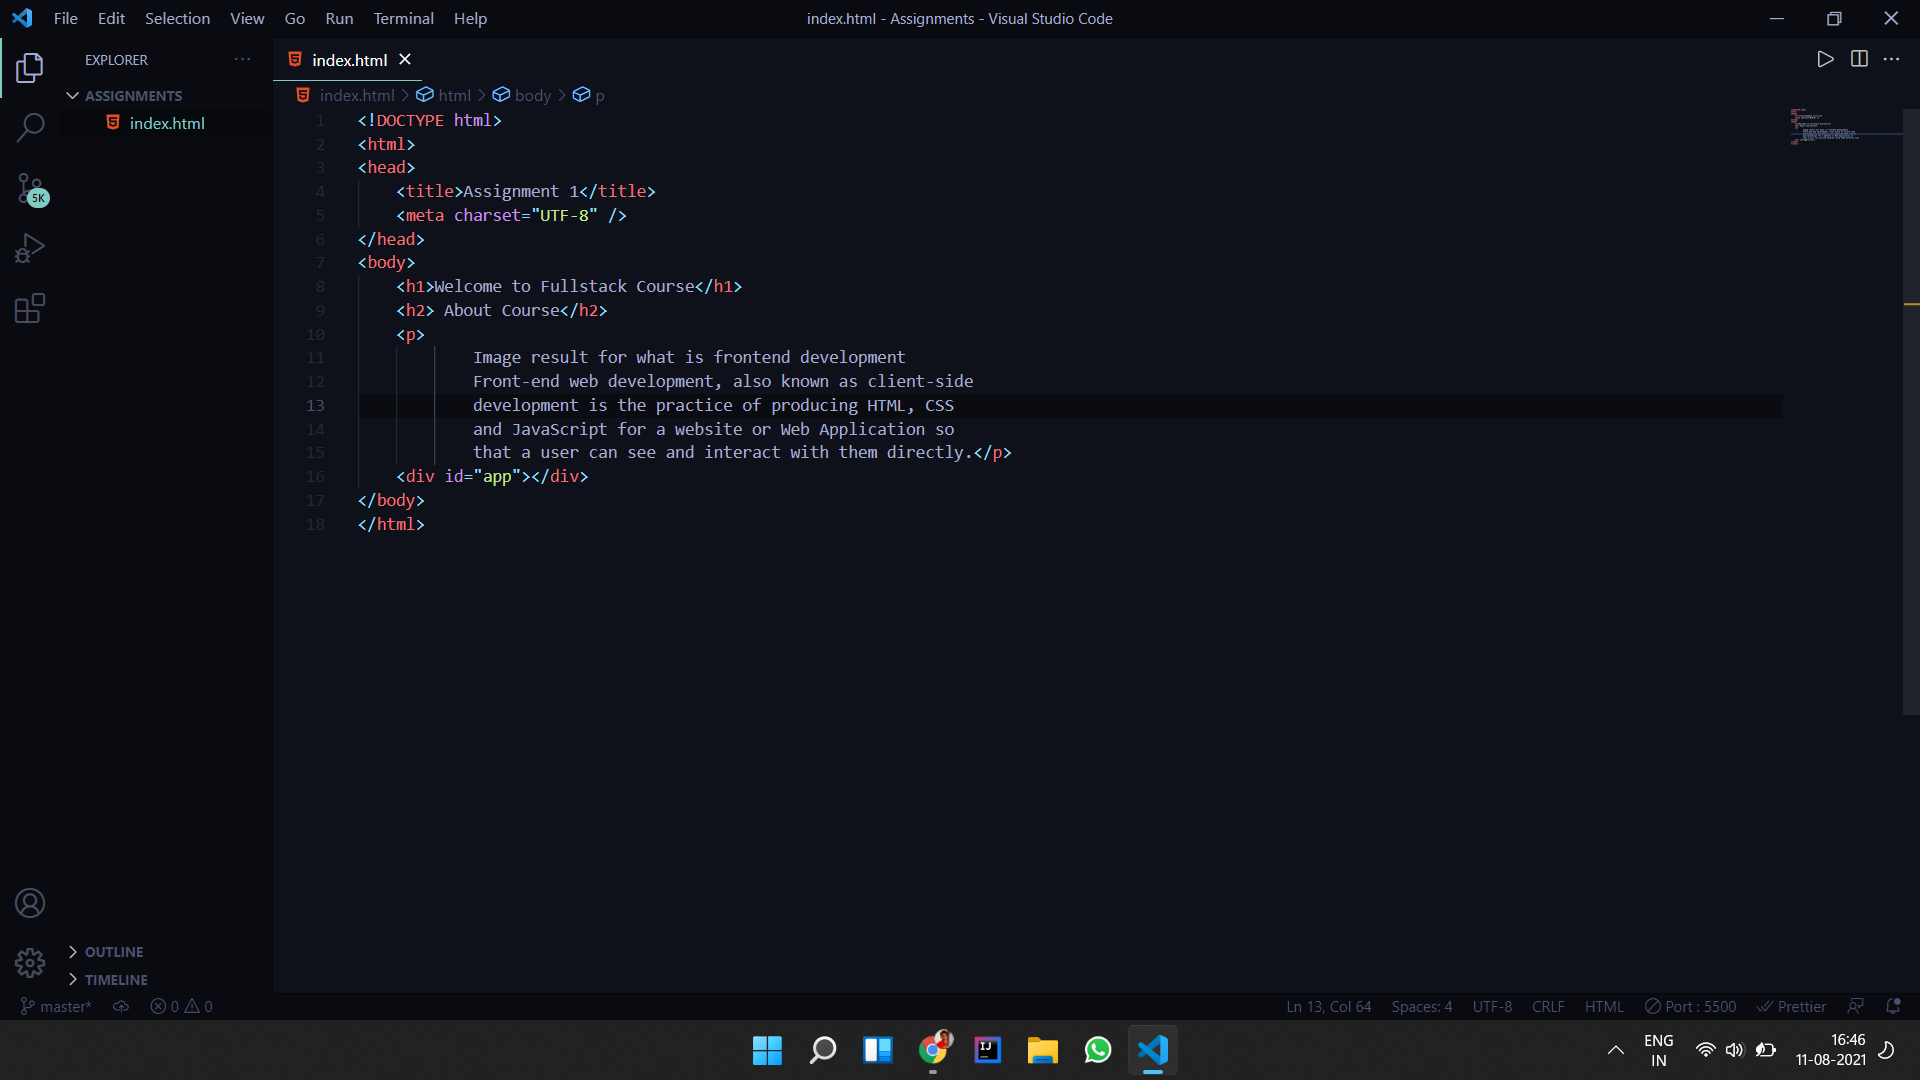 File Edit Selection View Go Run Terminal Help
index.html - Assignments - Visual Studio Code
EXPLORER
ASSIGNMENTS
index.html
index.html
index.html > html > body > p
1 <!DOCTYPE html>
2 <html>
3 <head>
4 <title>Assignment 1</title>
5 <meta charset="UTF-8" />
6 </head>
7 <body>
8 <h1>Welcome to Fullstack Course</h1>
9 <h2> About Course</h2>
10 <p>
11 Image result for what is frontend development
12 Front-end web development, also known as client-side
13 development is the practice of producing HTML, CSS
14 and JavaScript for a website or Web Application so
15 that a user can see and interact with them directly.</p>
16 <div id="app"></div>
17 </body>
18 </html>
5K
OUTLINE
TIMELINE
master* 0 0
Ln 13, Col 64 Spaces: 4 UTF-8 CRLF HTML Port : 5500 Prettier
IJ
ENG
IN
16:46
11-08-2021